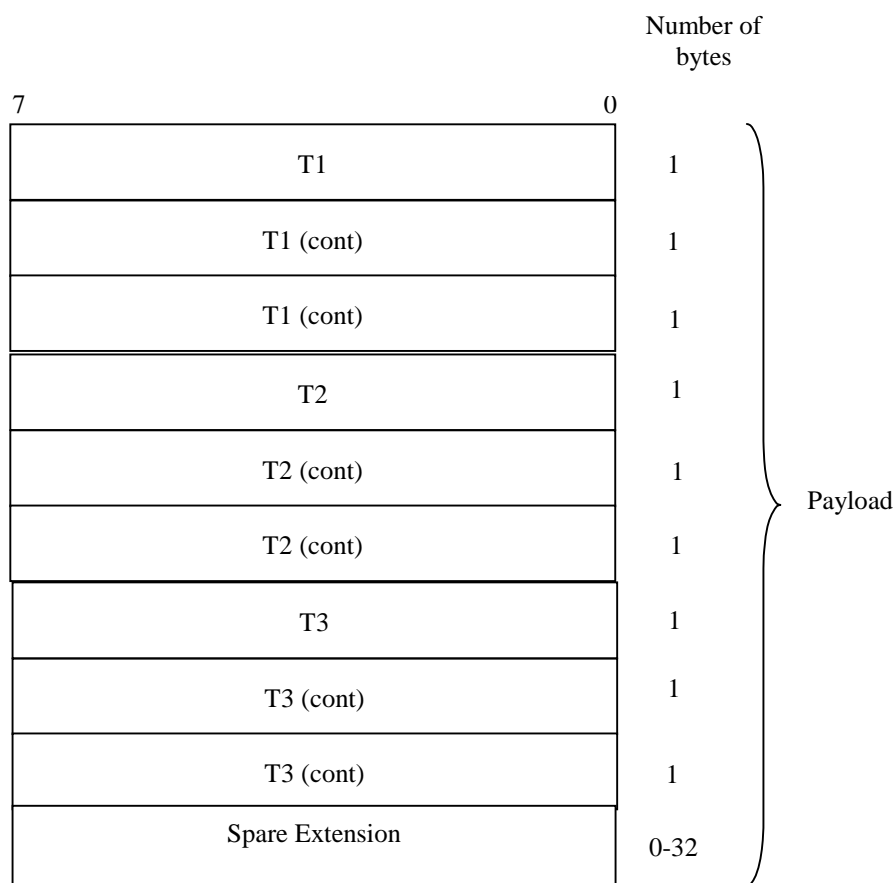 Number of
bytes
7 0
T1 1
T1 (cont) 1
T1 (cont) 1
T2 1
T2 (cont) 1
T2 (cont) 1
Payload
T3 1
T3 (cont) 1
T3 (cont) 1
Spare Extension
0-32